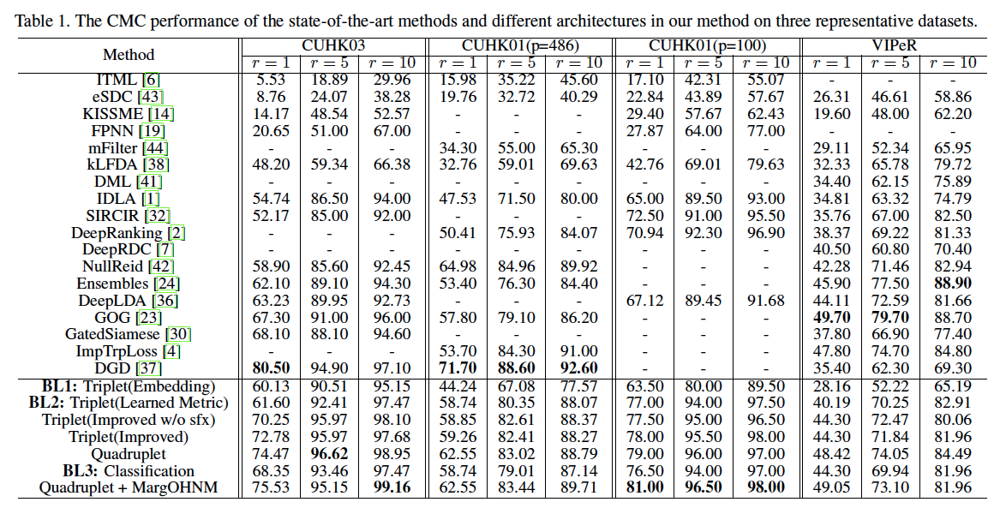 Table 1. The CMC performance of the state-of-the-art methods and different architectures in our method on three representative datasets.
Method CUHK03 CUHK01(p=486) CUHK01(p=100) VIPeR
r = 1 r = 5 r = 10 r = 1 r = 5 r = 10 r = 1 r = 5 r = 10 r = 1 r = 5 r = 10
ITML [6] 5.53 18.89 29.96 15.98 35.22 45.60 17.10 42.31 55.07 - - -
eSDC [43] 8.76 24.07 38.28 19.76 32.72 40.29 22.84 43.89 57.67 26.31 46.61 58.86
KISSME [14] 14.17 48.54 52.57 - - - 29.40 57.67 62.43 19.60 48.00 62.20
FPNN [19] 20.65 51.00 67.00 - - - 27.87 64.00 77.00 - - -
mFilter [44] - - - 34.30 55.00 65.30 - - - 29.11 52.34 65.95
kLFDA [38] 48.20 59.34 66.38 32.76 59.01 69.63 42.76 69.01 79.63 32.33 65.78 79.72
DML [41] - - - - - - - - - 34.40 62.15 75.89
IDLA [1] 54.74 86.50 94.00 47.53 71.50 80.00 65.00 89.50 93.00 34.81 63.32 74.79
SIRCIR [32] 52.17 85.00 92.00 - - - 72.50 91.00 95.50 35.76 67.00 82.50
DeepRanking [2] - - - 50.41 75.93 84.07 70.94 92.30 96.90 38.37 69.22 81.33
DeepRDC [7] - - - - - - - - - 40.50 60.80 70.40
NullReid [42] 58.90 85.60 92.45 64.98 84.96 89.92 - - - 42.28 71.46 82.94
Ensembles [24] 62.10 89.10 94.30 53.40 76.30 84.40 - - - 45.90 77.50 88.90
DeepLDA [36] 63.23 89.95 92.73 - - - 67.12 89.45 91.68 44.11 72.59 81.66
GOG [23] 67.30 91.00 96.00 57.80 79.10 86.20 - - - 49.70 79.70 88.70
GatedSiamese [30] 68.10 88.10 94.60 - - - - - - 37.80 66.90 77.40
ImpTrpLoss [4] - - - 53.70 84.30 91.00 - - - 47.80 74.70 84.80
DGD [37] 80.50 94.90 97.10 71.70 88.60 92.60 - - - 35.40 62.30 69.30
BL1: Triplet(Embedding) 60.13 90.51 95.15 44.24 67.08 77.57 63.50 80.00 89.50 28.16 52.22 65.19
BL2: Triplet(Learned Metric) 61.60 92.41 97.47 58.74 80.35 88.07 77.00 94.00 97.50 40.19 70.25 82.91
Triplet(Improved w/o sfx) 70.25 95.97 98.10 58.85 82.61 88.37 77.50 95.00 96.50 44.30 72.47 80.06
Triplet(Improved) 72.78 95.97 97.68 59.26 82.41 88.27 78.00 95.50 98.00 44.30 71.84 81.96
Quadruplet 74.47 96.62 98.95 62.55 83.02 88.79 79.00 96.00 97.00 48.42 74.05 84.49
BL3: Classification 68.35 93.46 97.47 58.74 79.01 87.14 76.50 94.00 97.00 44.30 69.94 81.96
Quadruplet + MargOHNM 75.53 95.15 99.16 62.55 83.44 89.71 81.00 96.50 98.00 49.05 73.10 81.96